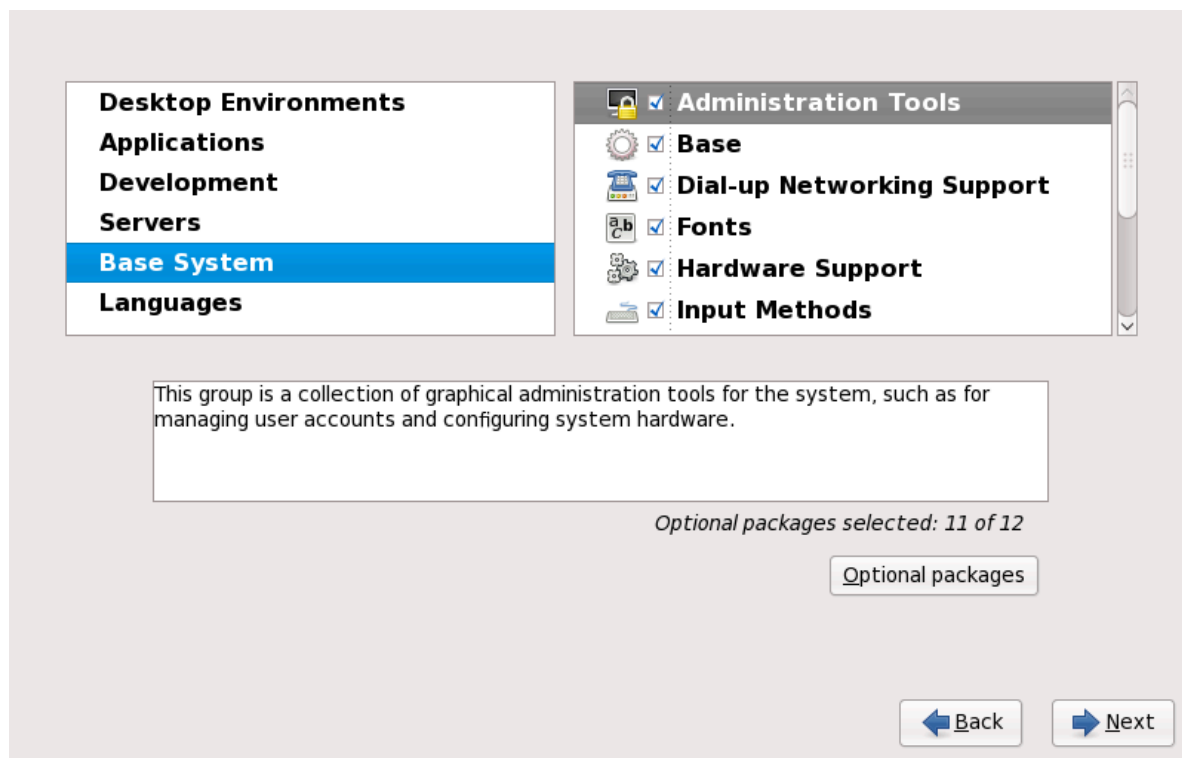 Desktop Environments
Applications
Development
Servers
Base System
Languages
Administration Tools
Base
Dial-up Networking Support
Fonts
Hardware Support
Input Methods
This group is a collection of graphical administration tools for the system, such as for
managing user accounts and configuring system hardware.
Optional packages selected: 11 of 12
Optional packages
Back
Next